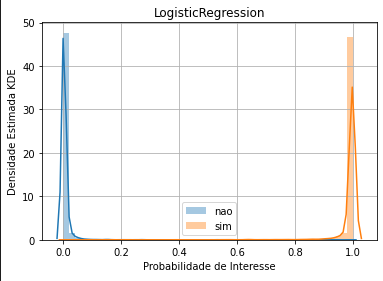 LogisticRegression
Densidade Estimada KDE
50
40
30
20
10
0
nao
sim
0.0 0.2 0.4 0.6 0.8 1.0
Probabilidade de Interesse